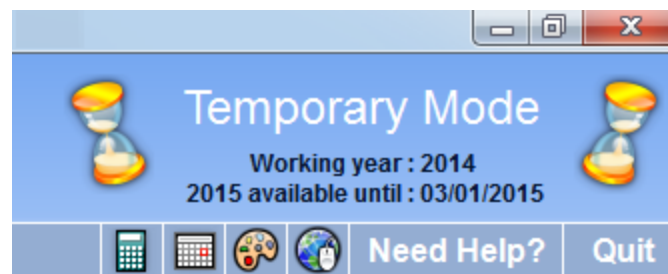 Temporary Mode
Working year : 2014
2015 available until : 03/01/2015
Need Help? Quit